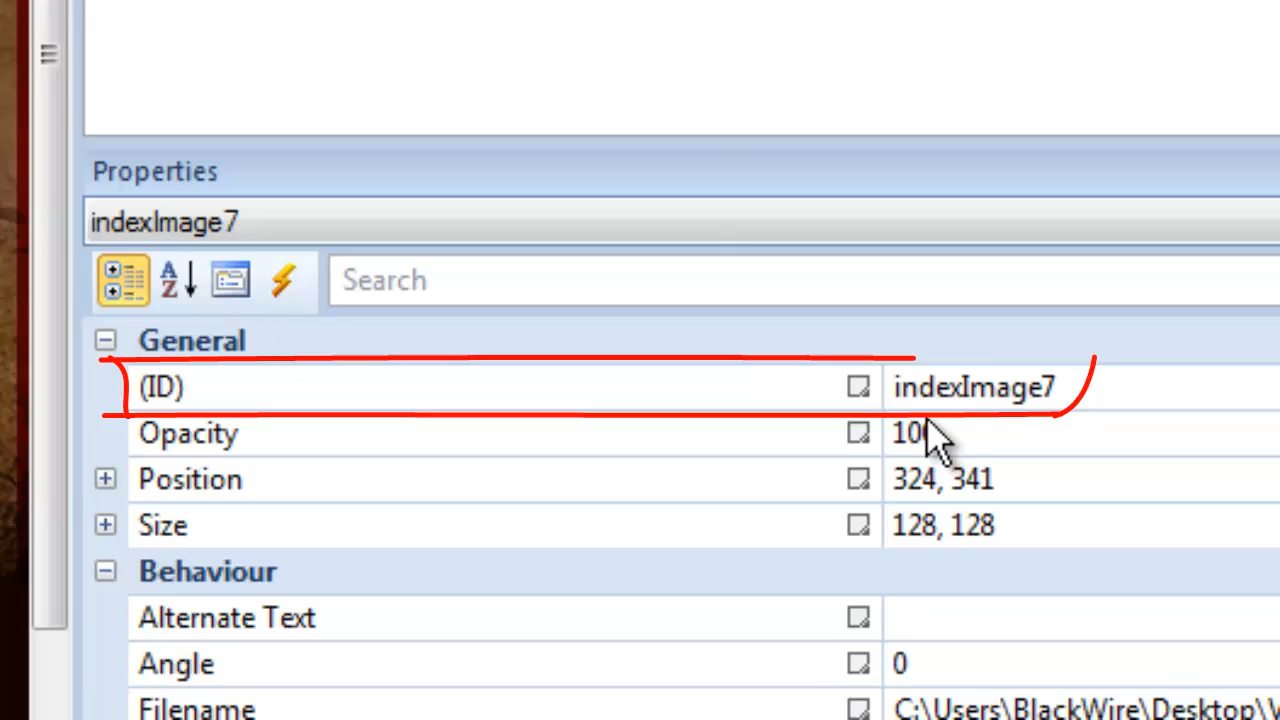 Properties
indexImage7
Search
General
(ID) indexImage7
Opacity
Position 324, 341
Size 128, 128
Behaviour
Alternate Text
Angle 0
Filename C:\Users\BlackWire\Desktop\